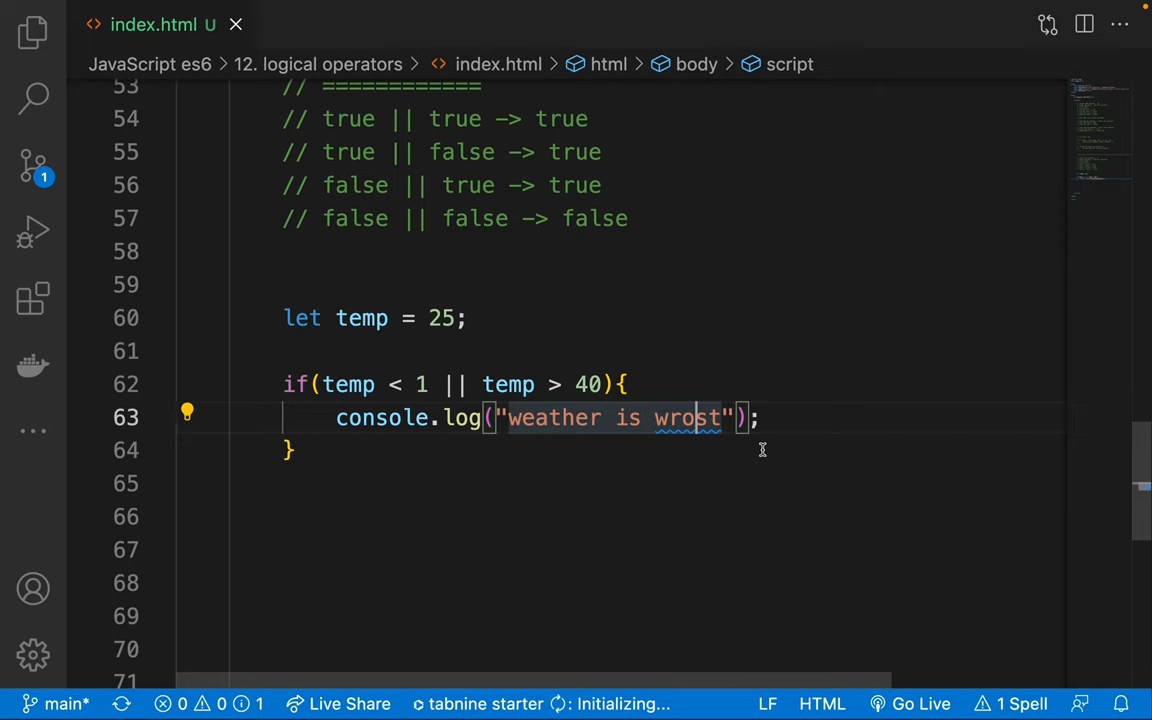 index.html U
JavaScript es6 > 12. logical operators > index.html > html > body > script
53 // ============
54 // true || true -> true
55 // true || false -> true
56 // false || true -> true
57 // false || false -> false
58
59
60 let temp = 25;
61
62 if(temp < 1 || temp > 40){
63 console.log("weather is wrost");
64 }
65
66
67
68
69
70
71
1
main* 0 0 1 Live Share tabnine starter : Initializing... LF HTML Go Live 1 Spell